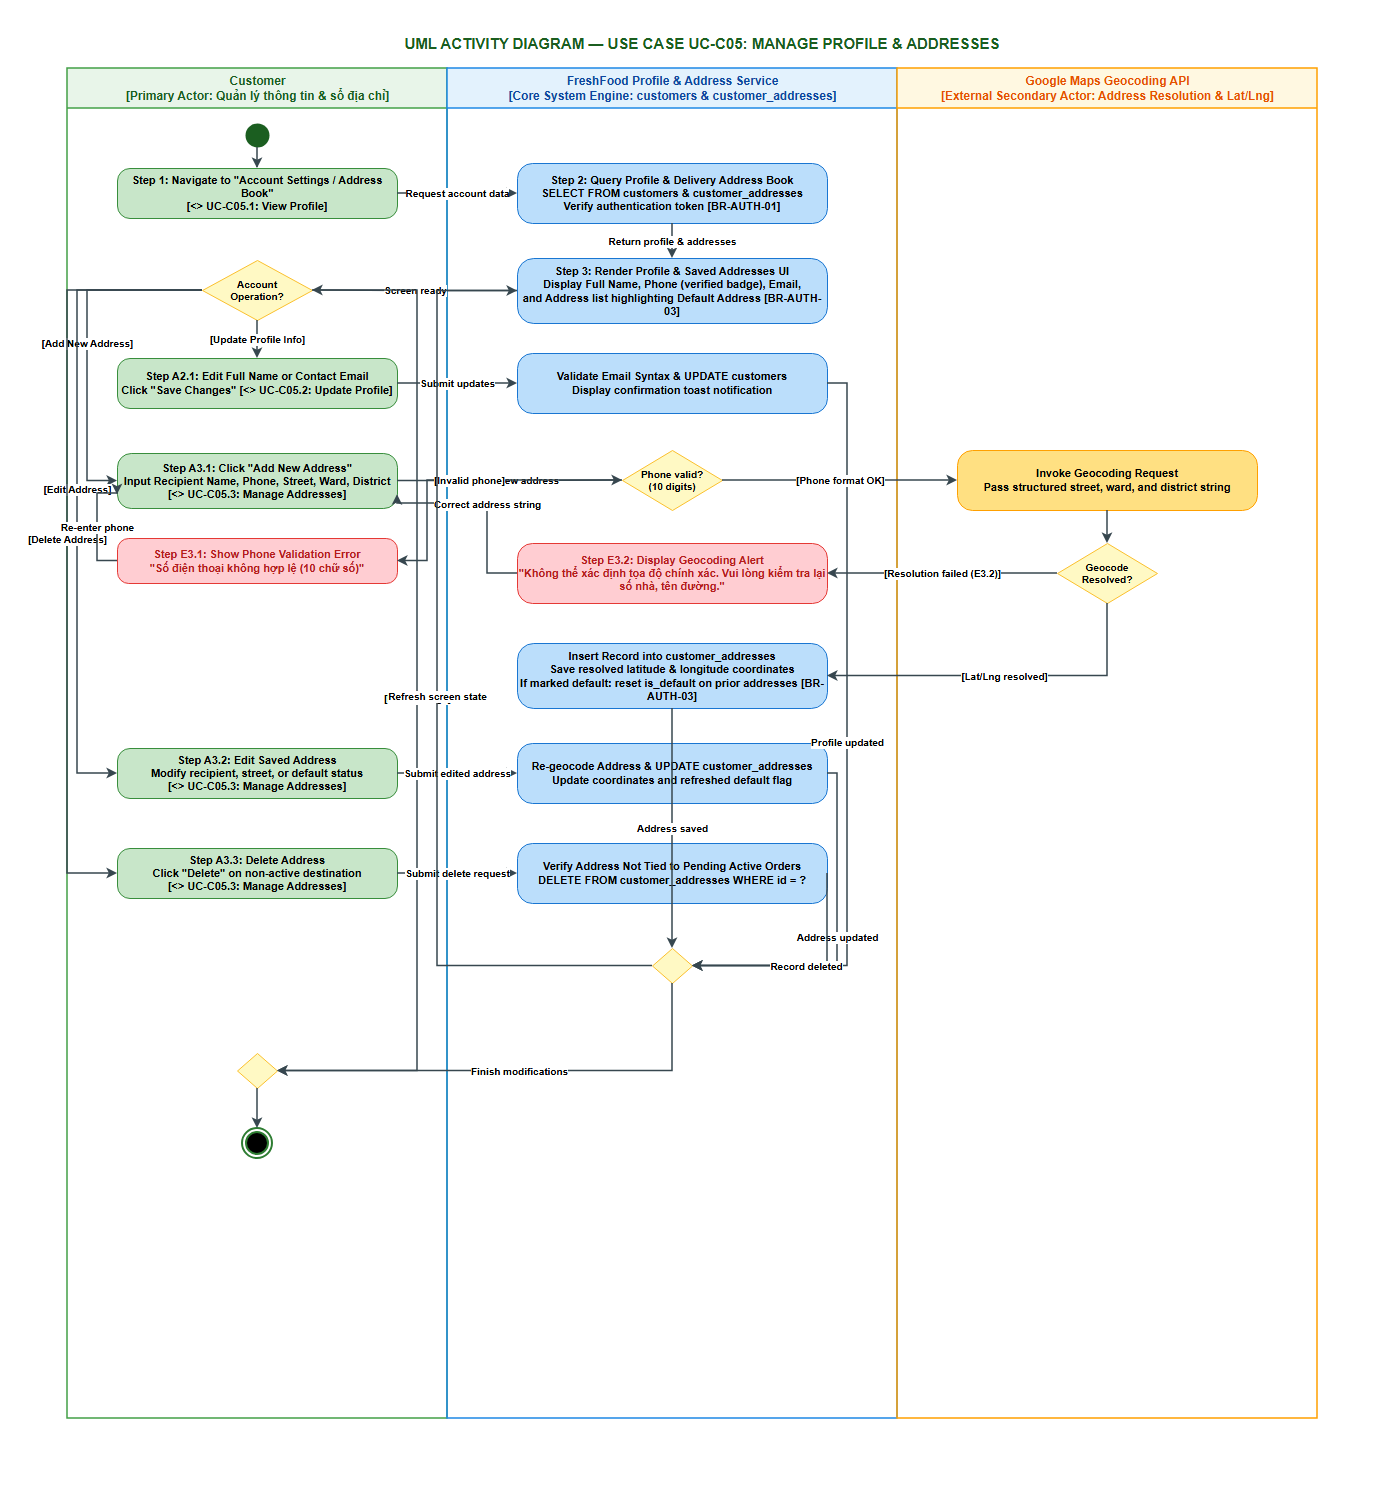 UML ACTIVITY DIAGRAM — USE CASE UC-C05: MANAGE PROFILE & ADDRESSES
Customer
[Primary Actor: Quản lý thông tin & sổ địa chỉ]
FreshFood Profile & Address Service
[Core System Engine: customers & customer_addresses]
Google Maps Geocoding API
[External Secondary Actor: Address Resolution & Lat/Lng]
Step 1: Navigate to "Account Settings / Address
Book"
[<> UC-C05.1: View Profile]
Request account data
Step 2: Query Profile & Delivery Address Book
SELECT FROM customers & customer_addresses
Verify authentication token [BR-AUTH-01]
Return profile & addresses
Step 3: Render Profile & Saved Addresses UI
Display Full Name, Phone (verified badge), Email,
and Address list highlighting Default Address [BR-AUTH-
03]
Screen ready
Account
Operation?
[Update Profile Info]
[Add New Address]
Step A2.1: Edit Full Name or Contact Email
Click "Save Changes" [<> UC-C05.2: Update Profile]
Submit updates
Validate Email Syntax & UPDATE customers
Display confirmation toast notification
Step A3.1: Click "Add New Address"
Input Recipient Name, Phone, Street, Ward, District
[<> UC-C05.3: Manage Addresses]
[Invalid phone]
ew address
Phone valid?
(10 digits)
[Phone format OK]
Invoke Geocoding Request
Pass structured street, ward, and district string
[Edit Address]
Correct address string
Re-enter phone
[Delete Address]
Step E3.1: Show Phone Validation Error
"Số điện thoại không hợp lệ (10 chữ số)"
Step E3.2: Display Geocoding Alert
"Không thể xác định tọa độ chính xác. Vui lòng kiểm tra lại
số nhà, tên đường."
[Resolution failed (E3.2)]
Geocode
Resolved?
Insert Record into customer_addresses
Save resolved latitude & longitude coordinates
If marked default: reset is_default on prior addresses [BR-
AUTH-03]
[Lat/Lng resolved]
[
Refresh screen state
Profile updated
Step A3.2: Edit Saved Address
Modify recipient, street, or default status
[<> UC-C05.3: Manage Addresses]
Submit edited address
Re-geocode Address & UPDATE customer_addresses
Update coordinates and refreshed default flag
Address saved
Step A3.3: Delete Address
Click "Delete" on non-active destination
[<> UC-C05.3: Manage Addresses]
Submit delete request
Verify Address Not Tied to Pending Active Orders
DELETE FROM customer_addresses WHERE id = ?
Address updated
Record deleted
Finish modifications